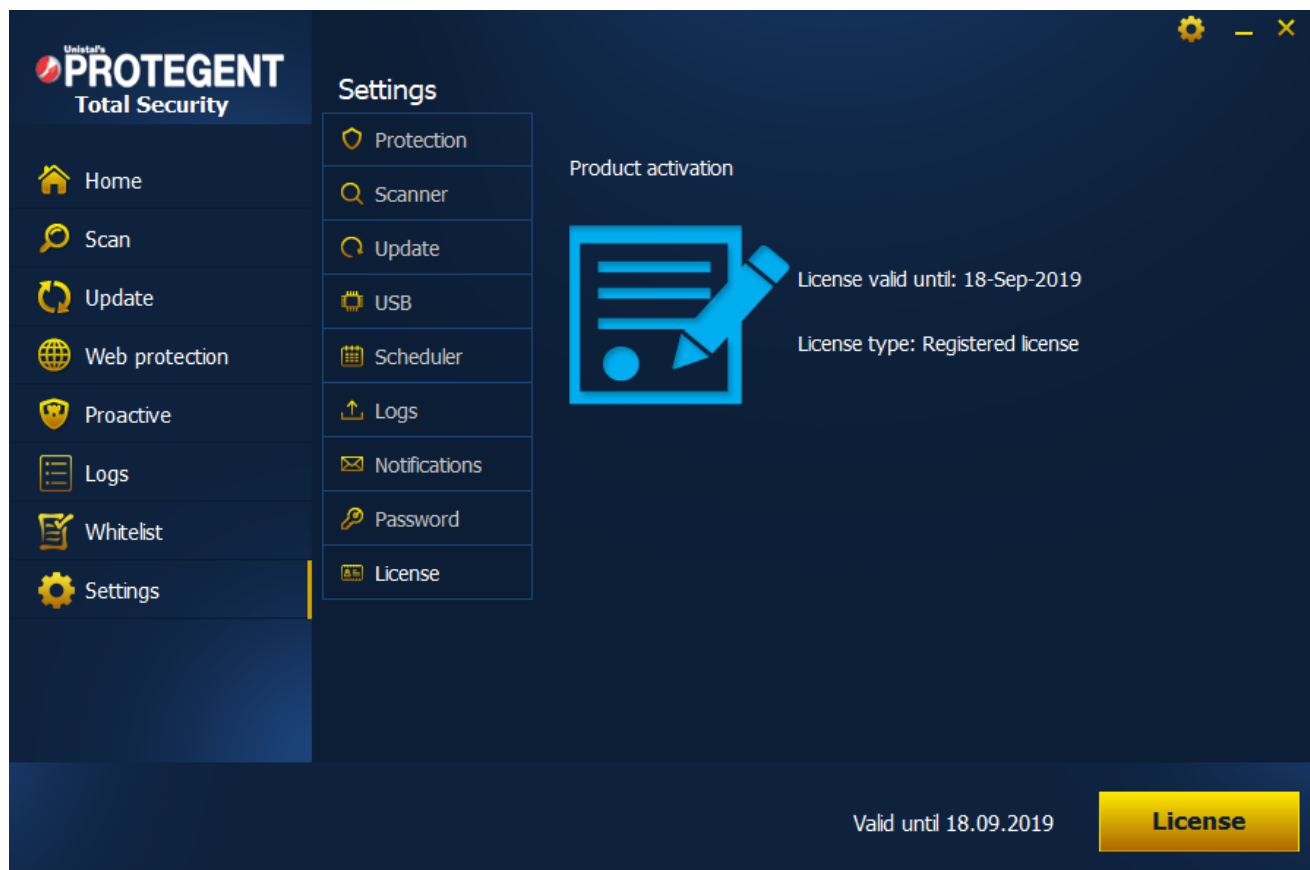 Unistal's
PROTEGENT
Total Security
Home
Scan
Update
Web protection
Proactive
Logs
Whitelist
Settings
Settings
Protection
Scanner
Update
USB
Scheduler
Logs
Notifications
Password
License
Product activation
License valid until: 18-Sep-2019
License type: Registered license
Valid until 18.09.2019
License